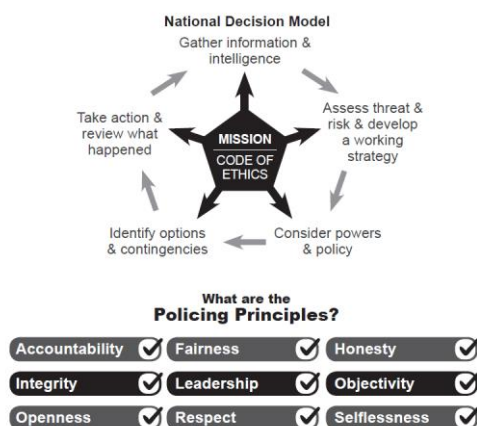 National Decision Model
Gather information &
intelligence
Assess threat &
risk & develop
a working
strategy
Consider powers
& policy
Identify options
& contingencies
Take action &
review what
happened
MISSION
CODE OF
ETHICS
What are the
Policing Principles?
Accountability
Fairness
Honesty
Integrity
Leadership
Objectivity
Openness
Respect
Selflessness